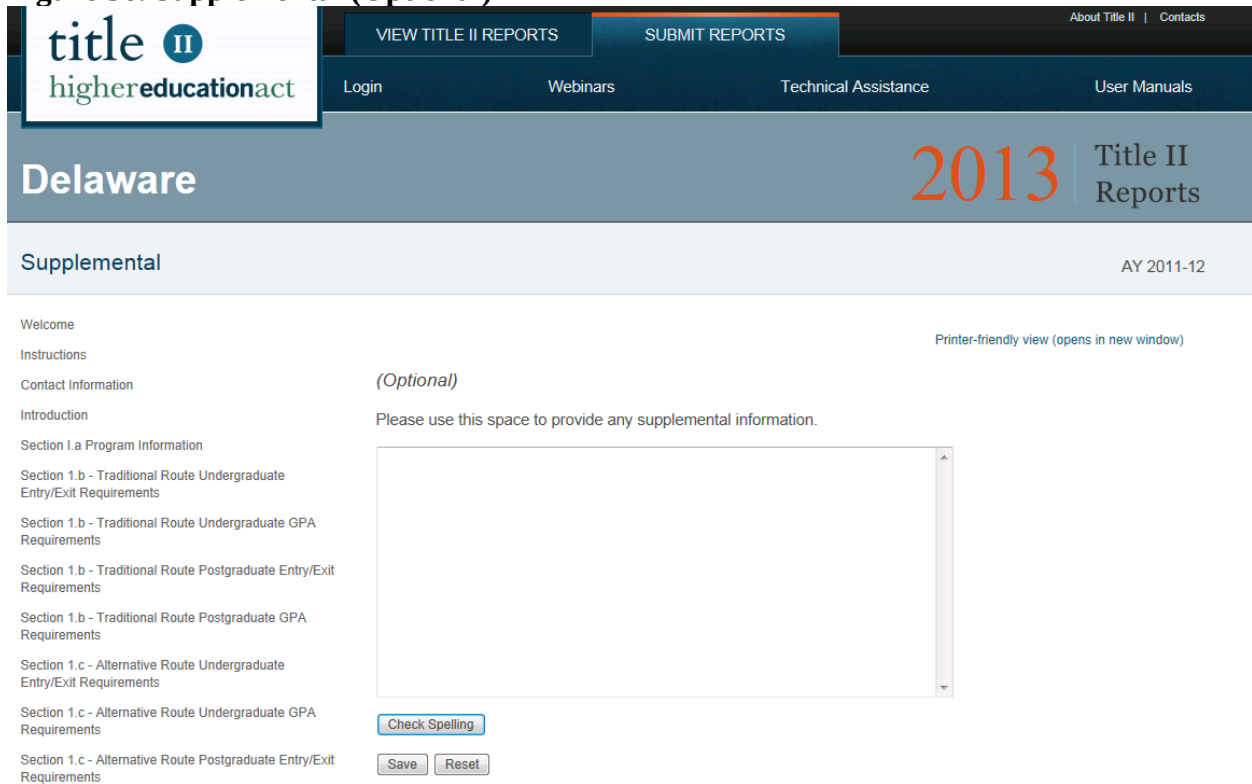 title II
highereducationact
VIEW TITLE II REPORTS
SUBMIT REPORTS
About Title II | Contacts
Login
Webinars
Technical Assistance
User Manuals
Delaware
2013
Title II
Reports
Supplemental
AY 2011-12
Welcome
Instructions
Contact Information
Introduction
Section I.a Program Information
Section 1.b - Traditional Route Undergraduate
Entry/Exit Requirements
Section 1.b - Traditional Route Undergraduate GPA
Requirements
Section 1.b - Traditional Route Postgraduate Entry/Exit
Requirements
Section 1.b - Traditional Route Postgraduate GPA
Requirements
Section 1.c - Alternative Route Undergraduate
Entry/Exit Requirements
Section 1.c - Alternative Route Undergraduate GPA
Requirements
Section 1.c - Alternative Route Postgraduate Entry/Exit
Requirements
Printer-friendly view (opens in new window)
(Optional)
Please use this space to provide any supplemental information.
Check Spelling
Save
Reset